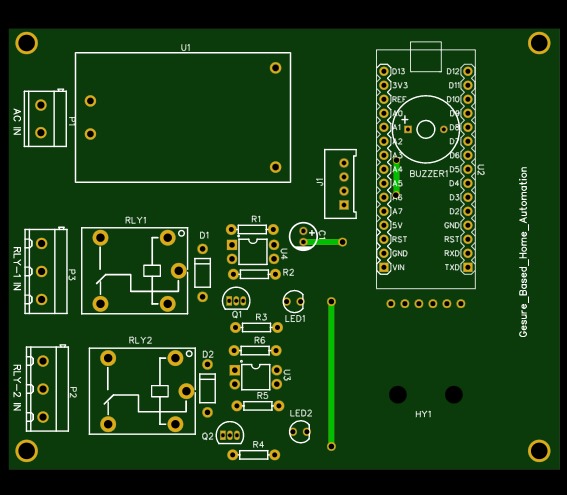 U1
AC IN
P1
D13
3V3
REF
A0
A1
A2
A3
A4
A5
A6
A7
5V
RST
GND
VIN
D12
D11
D10
D9
D8
D7
D6
D5
D4
D3
D2
GND
RST
RXD
TXD
+
BUZZER1
U2
J1
Gesure_Based_Home_Automation
RLY1
D1
R1
+
C1
U4
R2
RLY-1 IN
P3
Q1
LED1
R3
RLY2
D2
R6
U3
R5
RLY-2 IN
P2
LED2
Q2
R4
HY1